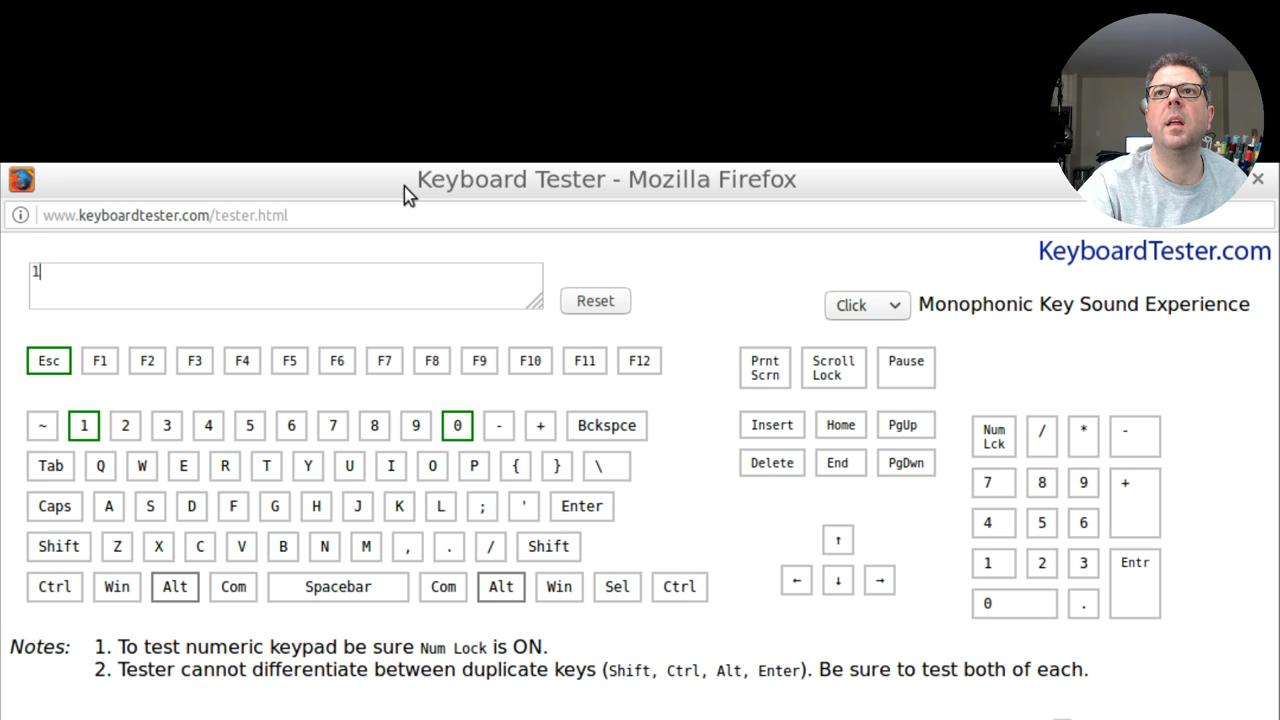 Keyboard Tester - Mozilla Firefox
www.keyboardtester.com/tester.html
KeyboardTester.com
1
Reset
Click Monophonic Key Sound Experience
Esc F1 F2 F3 F4 F5 F6 F7 F8 F9 F10 F11 F12
Prnt Scrn
Scroll Lock
Pause
~ 1 2 3 4 5 6 7 8 9 0 - + Bckspce
Tab Q W E R T Y U I O P { } \
Caps A S D F G H J K L ; ' Enter
Shift Z X C V B N M , . / Shift
Ctrl Win Alt Com Spacebar Com Alt Win Sel Ctrl
Insert Home PgUp
Delete End PgDwn
↑
← ↓ →
Num Lck / * -
7 8 9 +
4 5 6
1 2 3 Entr
0 .
Notes: 1. To test numeric keypad be sure Num Lock is ON.
2. Tester cannot differentiate between duplicate keys (Shift, Ctrl, Alt, Enter). Be sure to test both of each.